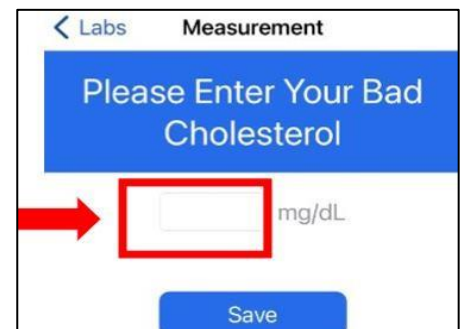 Labs Measurement
Please Enter Your Bad
Cholesterol
mg/dL
Save